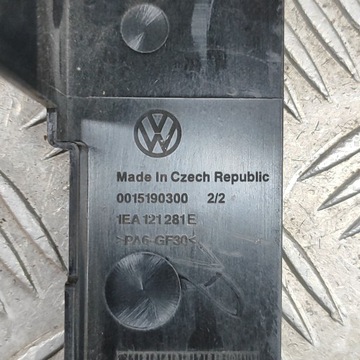 Made In Czech Republic
0015190300 2/2
1EA 121 281 E
>PA6-GF30<